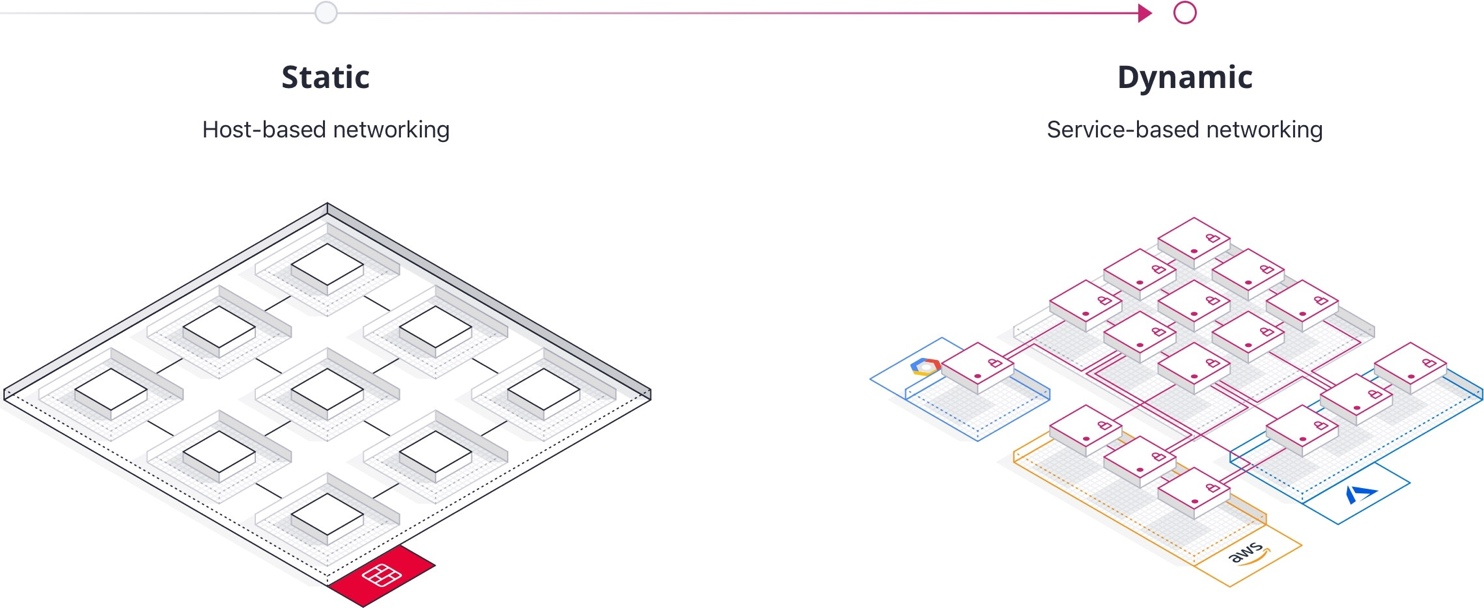 Static
Host-based networking
Dynamic
Service-based networking
aws